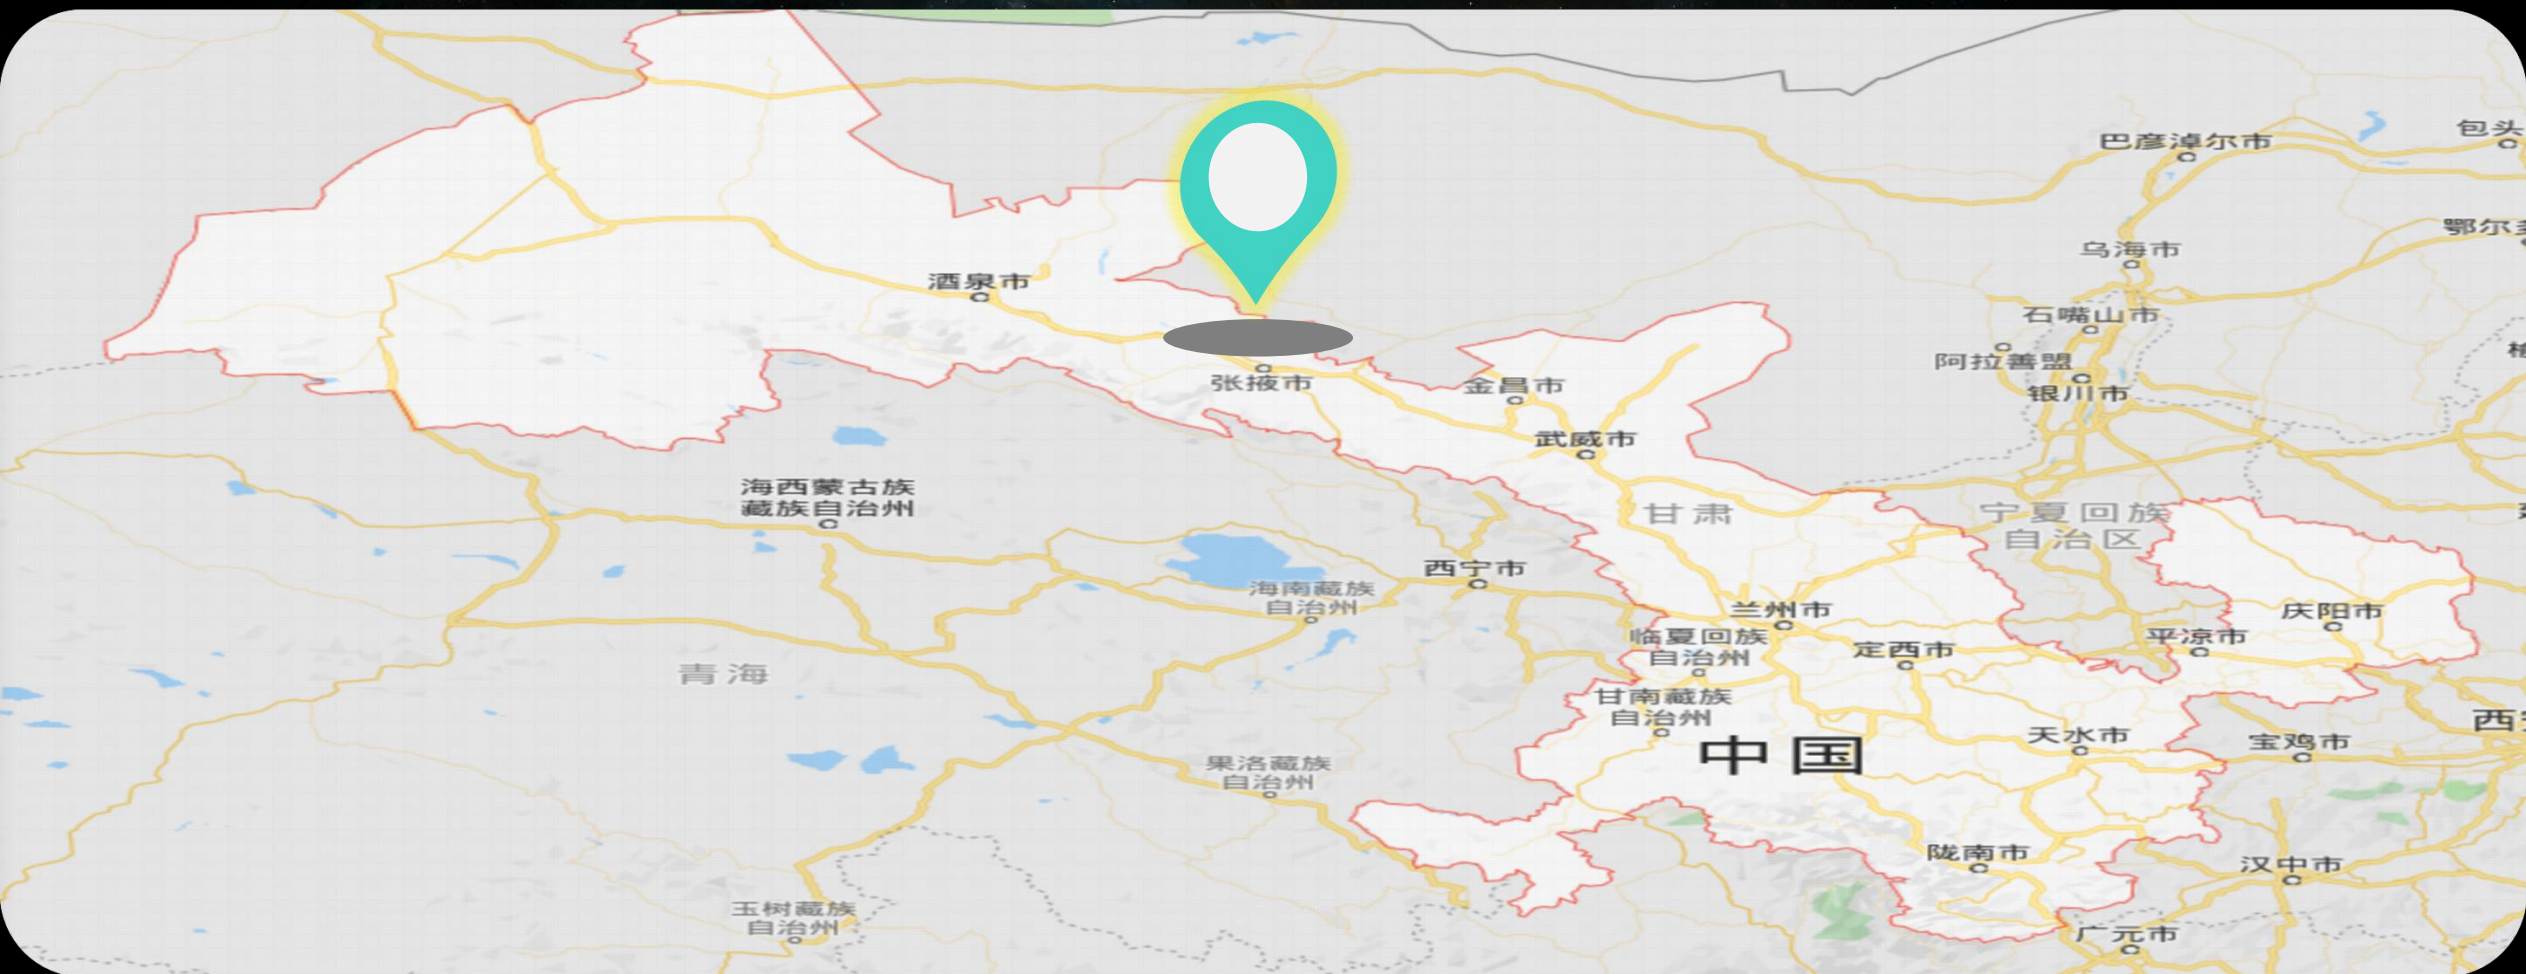 包头
巴彦淖尔市
鄂尔多
乌海市
酒泉市
石嘴山市
阿拉善盟
张掖市
金昌市
银川市
武威市
海西蒙古族
藏族自治州
甘肃
宁夏回族
自治区
西宁市
海南藏族
自治州
兰州市
庆阳市
临夏回族
自治州
定西市
平凉市
青海
甘南藏族
自治州
天水市
宝鸡市
中国
果洛藏族
自治州
陇南市
汉中市
玉树藏族
自治州
广元市